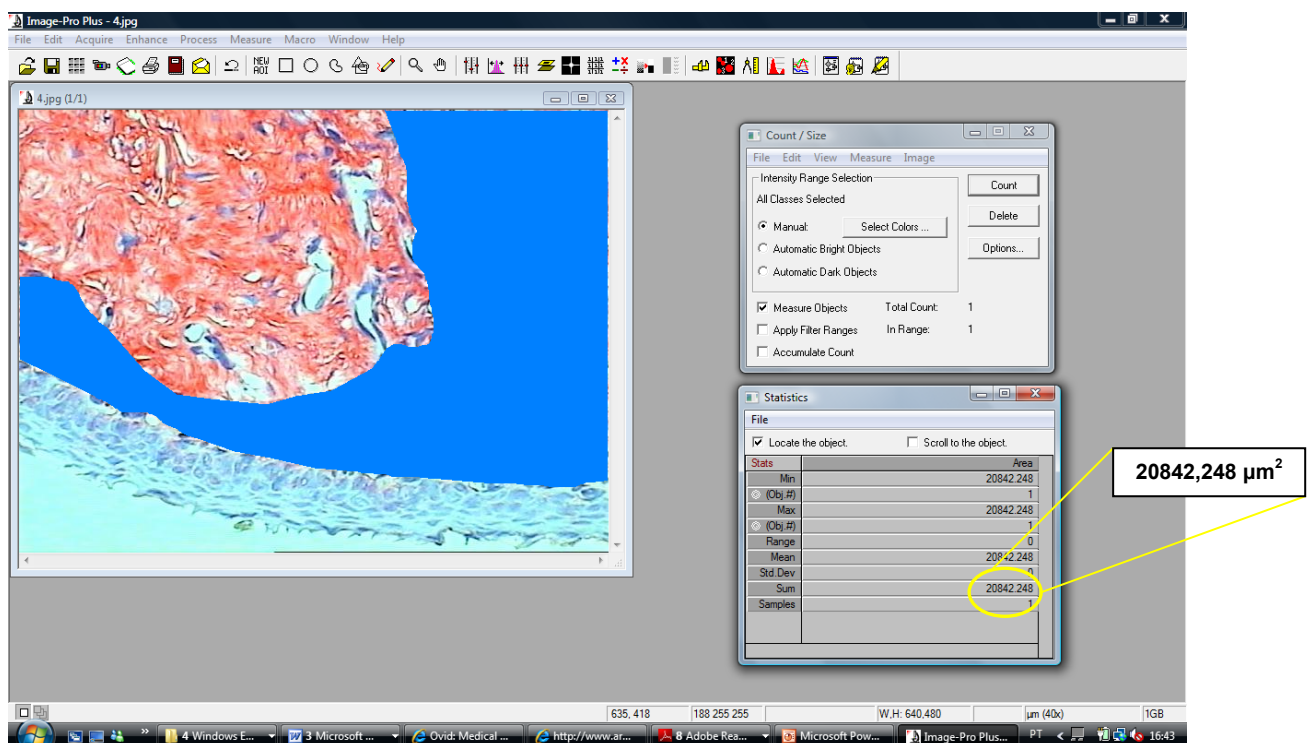 Image-Pro Plus - 4.jpg
File Edit Acquire Enhance Process Measure Macro Window Help
NEW AOI
4.jpg (1/1)
Count / Size
File Edit View Measure Image
Intensity Range Selection
All Classes Selected
Manual: Select Colors ...
Automatic Bright Objects
Automatic Dark Objects
Count
Delete
Options...
Measure Objects Total Count: 1
Apply Filter Ranges In Range: 1
Accumulate Count
Statistics
File
Locate the object. Scroll to the object.
Stats Area
Min 20842.248
(Obj.#) 1
Max 20842.248
(Obj.#) 1
Range 0
Mean 20842.248
Std.Dev 0
Sum 20842.248
Samples 1
20842,248 µm²
635, 418 188 255 255 W,H: 640,480 µm (40x) 1GB
4 Windows E... 3 Microsoft ... Ovid: Medical ... http://www.ar... 8 Adobe Rea... Microsoft Pow... Image-Pro Plus... PT 16:43